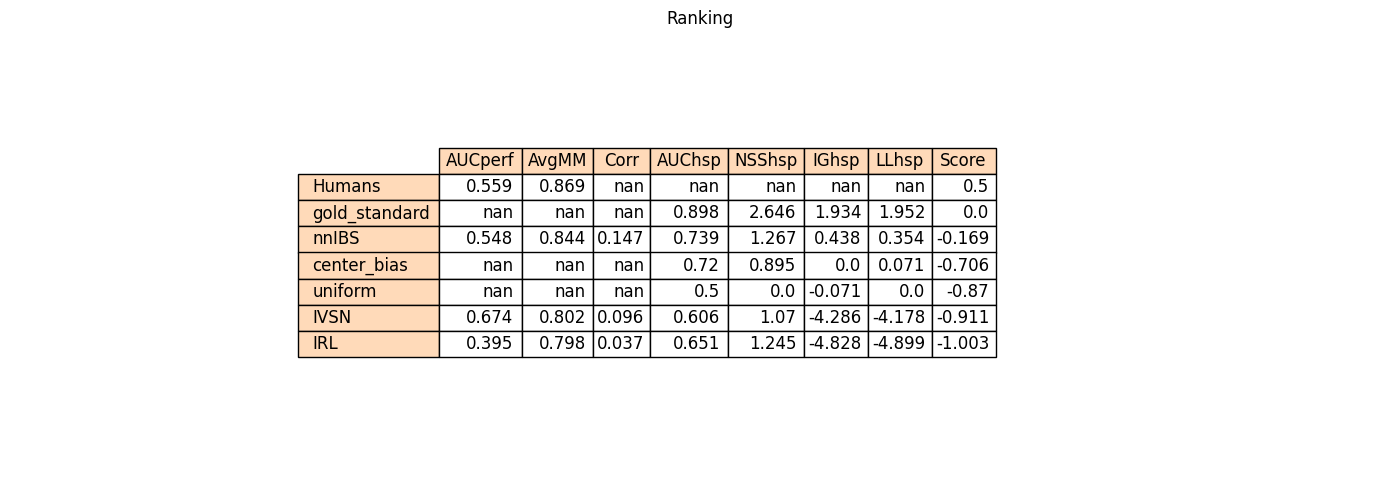 Ranking
AUCperf AvgMM Corr AUChsp NSShsp IGhsp LLhsp Score
Humans 0.559 0.869 nan nan nan nan nan 0.5
gold_standard nan nan nan 0.898 2.646 1.934 1.952 0.0
nnIBS 0.548 0.844 0.147 0.739 1.267 0.438 0.354 -0.169
center_bias nan nan nan 0.72 0.895 0.0 0.071 -0.706
uniform nan nan nan 0.5 0.0 -0.071 0.0 -0.87
IVSN 0.674 0.802 0.096 0.606 1.07 -4.286 -4.178 -0.911
IRL 0.395 0.798 0.037 0.651 1.245 -4.828 -4.899 -1.003